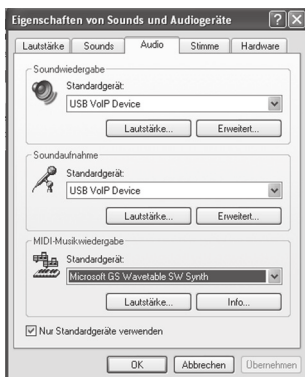 Eigenschaften von Sounds und Audiogeräte
Lautstärke Sounds Audio Stimme Hardware
Soundwiedergabe
Standardgerät:
USB VoIP Device
Lautstärke... Erweitert...
Soundaufnahme
Standardgerät:
USB VoIP Device
Lautstärke... Erweitert...
MIDI-Musikwiedergabe
Standardgerät:
Microsoft GS Wavetable SW Synth
Lautstärke... Info...
Nur Standardgeräte verwenden
OK Abbrechen Übernehmen